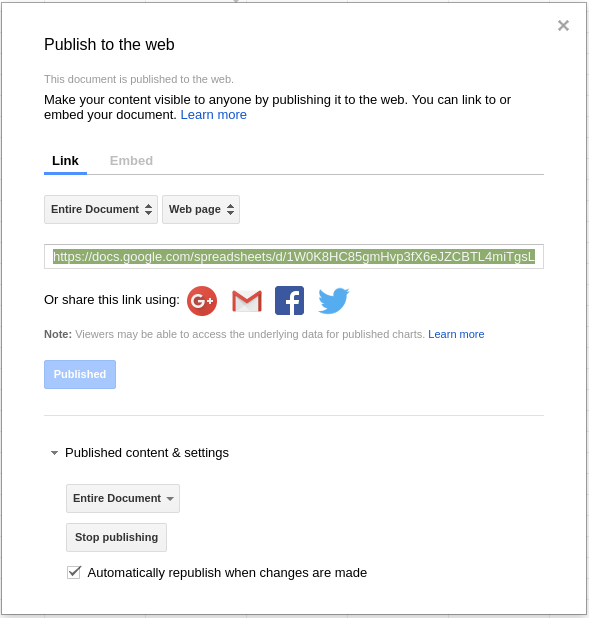 Publish to the web
This document is published to the web.
Make your content visible to anyone by publishing it to the web. You can link to or
embed your document. Learn more
Link Embed
Entire Document Web page
https://docs.google.com/spreadsheets/d/1W0K8HC85gmHvp3fX6eJZCBTL4miTgsL
Or share this link using: G+ M f
Note: Viewers may be able to access the underlying data for published charts. Learn more
Published
Published content & settings
Entire Document
Stop publishing
Automatically republish when changes are made